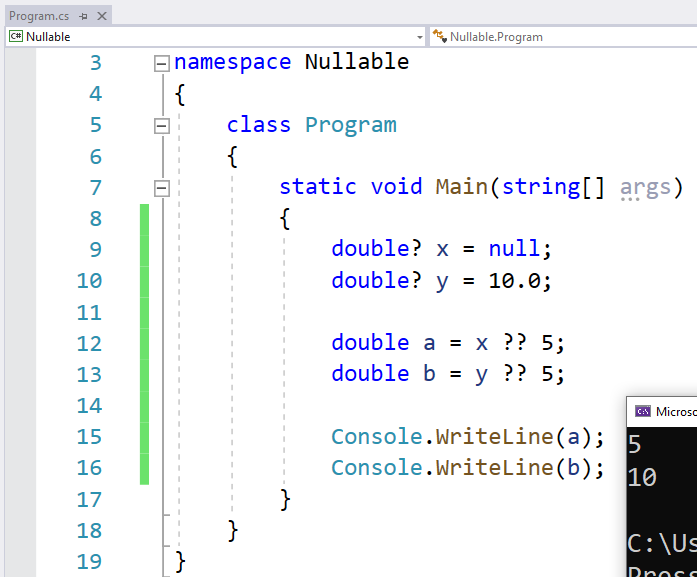 Program.cs
C# Nullable
Nullable.Program
3 namespace Nullable
4 {
5 class Program
6 {
7 static void Main(string[] args)
8 {
9 double? x = null;
10 double? y = 10.0;
11
12 double a = x ?? 5;
13 double b = y ?? 5;
14
15 Console.WriteLine(a);
16 Console.WriteLine(b);
17 }
18 }
19 }
C:\ Microsc
5
10
C:\Us
Press